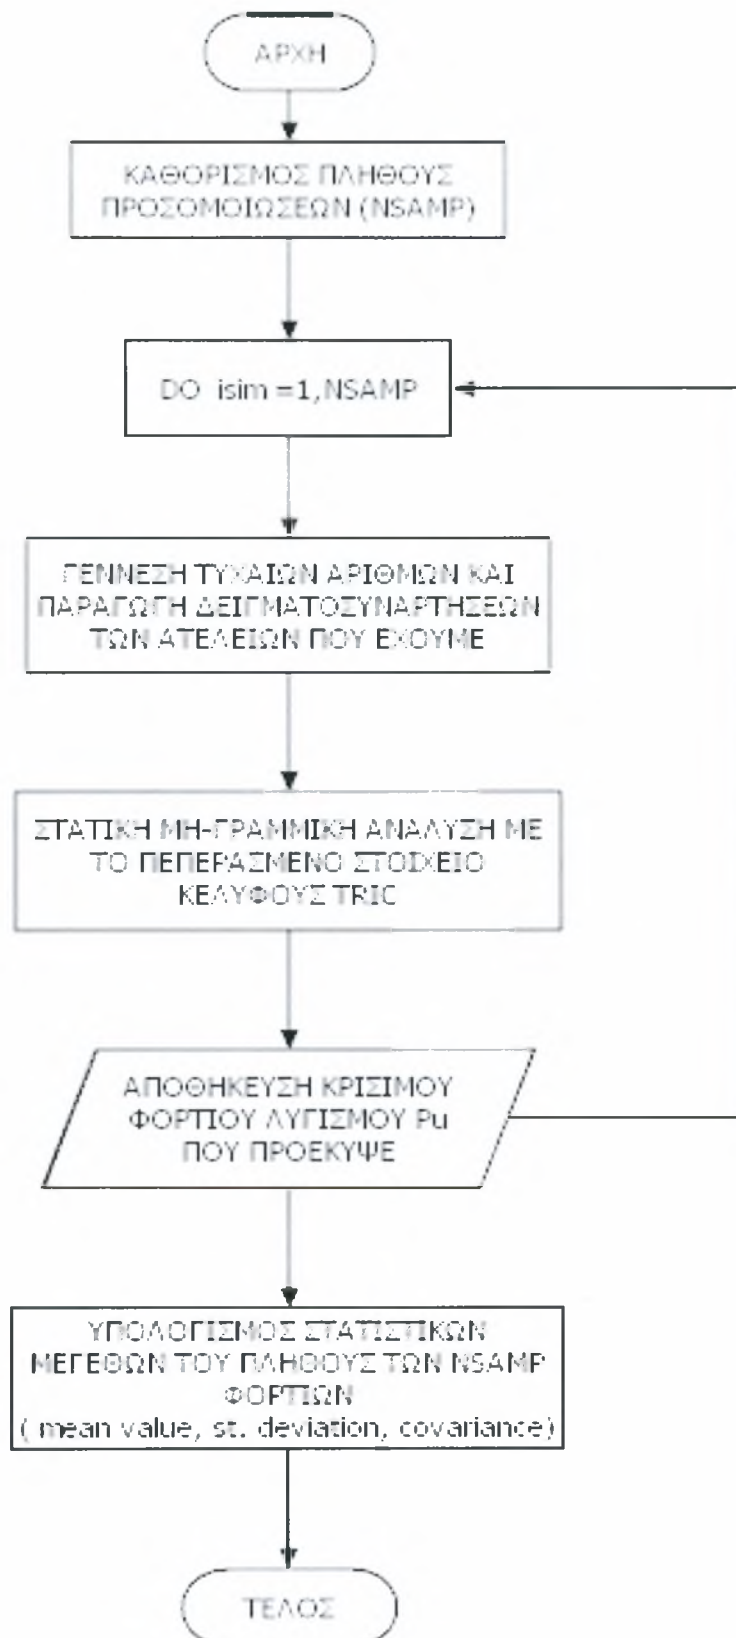 ΑΡΧΗ
ΚΑΘΟΡΙΣΜΟΣ ΠΛΗΘΟΥΣ
ΠΡΟΣΟΜΟΙΩΣΕΩΝ (NSAMP)
DO isim =1,NSAMP
ΓΕΝΝΕΣΗ ΤΥΧΑΙΩΝ ΑΡΙΘΜΩΝ ΚΑΙ
ΠΑΡΑΓΩΓΗ ΔΕΙΓΜΑΤΟΣΥΝΑΡΤΗΣΕΩΝ
ΤΩΝ ΑΤΕΛΕΙΩΝ ΠΟΥ ΕΧΟΥΜΕ
ΣΤΑΤΙΚΗ ΜΗ-ΓΡΑΜΜΙΚΗ ΑΝΑΛΥΣΗ ΜΕ
ΤΟ ΠΕΠΕΡΑΣΜΕΝΟ ΣΤΟΙΧΕΙΟ
ΚΕΛΥΦΟΥΣ TRIC
ΑΠΟΘΗΚΕΥΣΗ ΚΡΙΣΙΜΟΥ
ΦΟΡΤΙΟΥ ΛΥΓΙΣΜΟΥ Pu
ΠΟΥ ΠΡΟΕΚΥΨΕ
ΥΠΟΛΟΓΙΣΜΟΣ ΣΤΑΤΙΣΤΙΚΩΝ
ΜΕΓΕΘΩΝ ΤΟΥ ΠΛΗΘΟΥΣ ΤΩΝ NSAMP
ΦΟΡΤΙΩΝ
( mean value, st. deviation, covariance)
ΤΕΛΟΣ